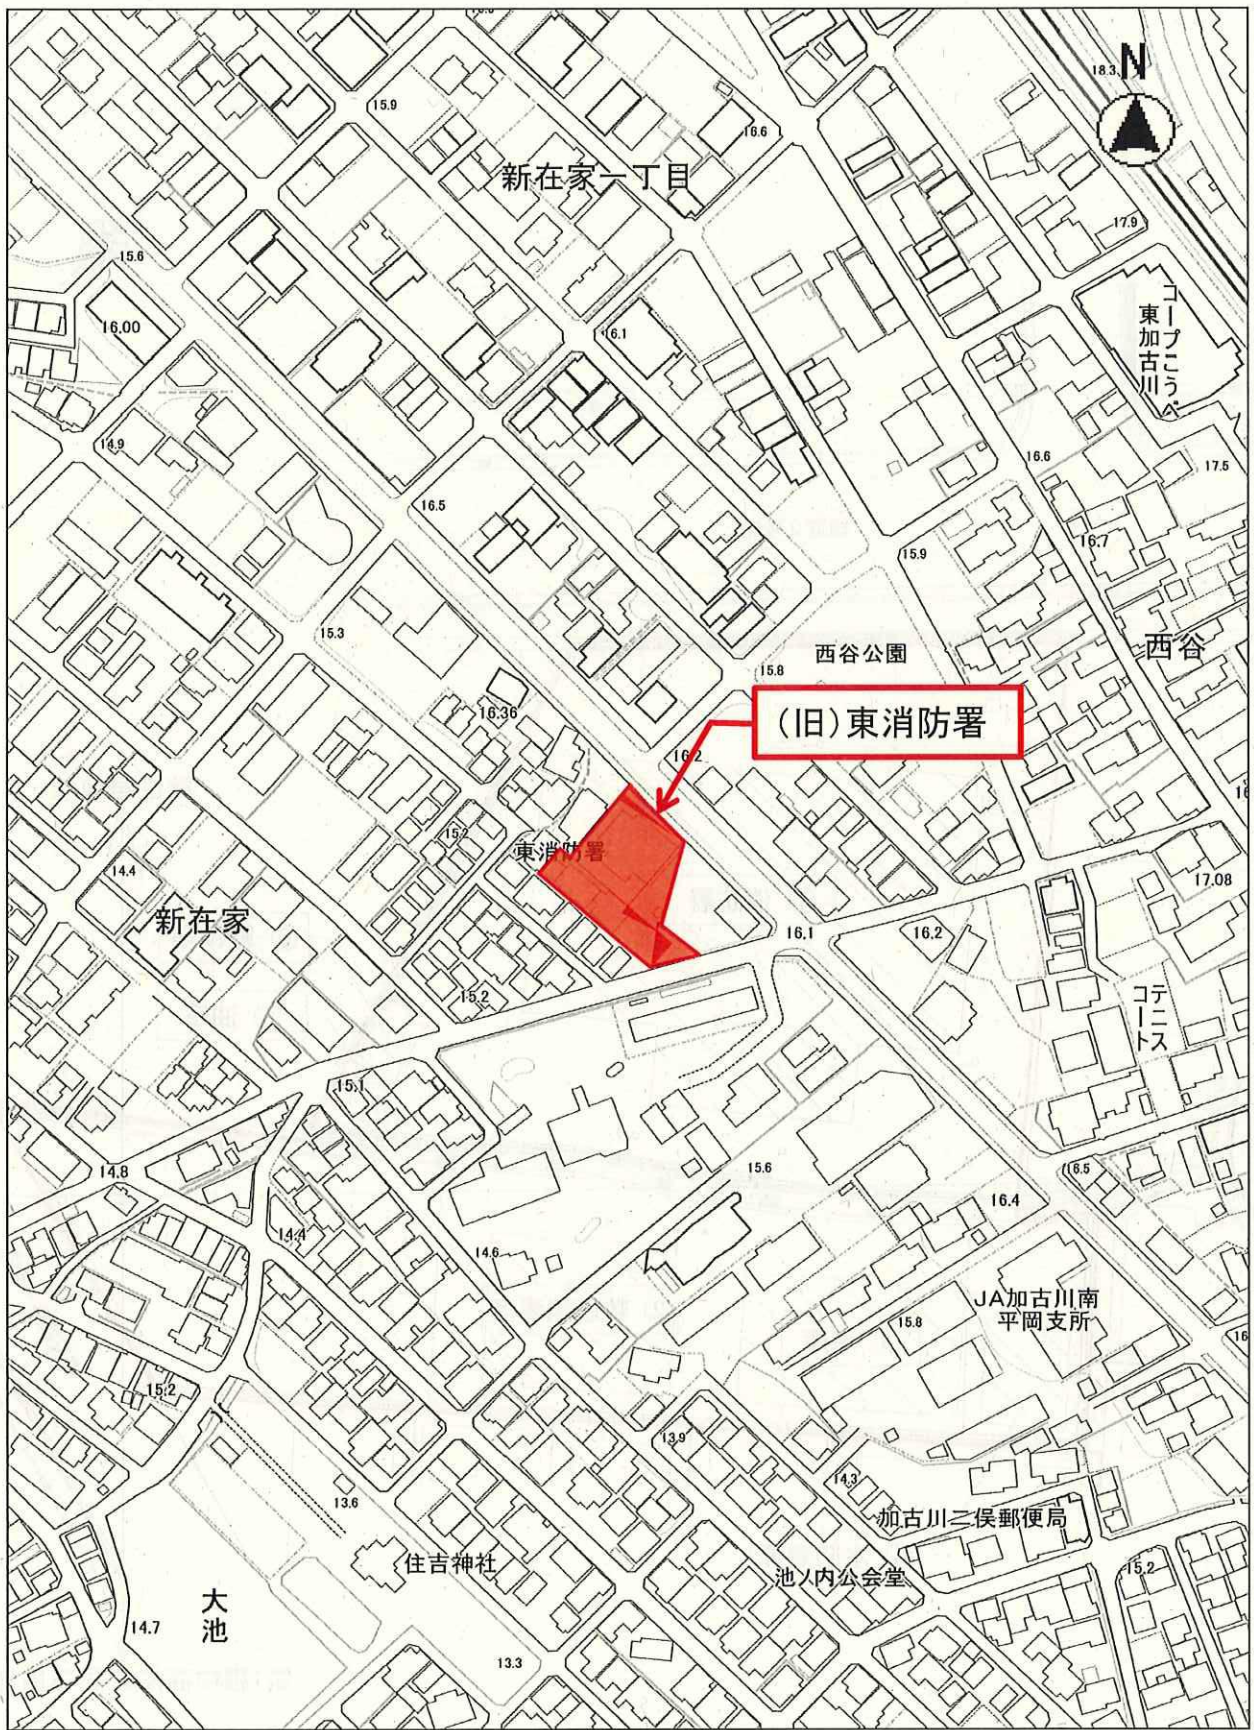 N
18.3
15.9
16.6
新在家一丁目
17.9
15.6
コープこうべ
東加古川
16.00
16.1
14.9
16.6
17.5
16.5
16.7
15.9
15.3
西谷公園
西谷
15.8
16.36
(旧)東消防署
16.2
15.2
東消防署
14.4
17.08
新在家
16.1
16.2
15.2
テニス
コート
15.1
14.8
15.6
16.5
16.4
14.4
14.6
JA加古川南
平岡支所
15.8
15.2
13.9
14.3
13.6
加古川二俣郵便局
住吉神社
池ノ内公会堂
15.2
大池
14.7
13.3